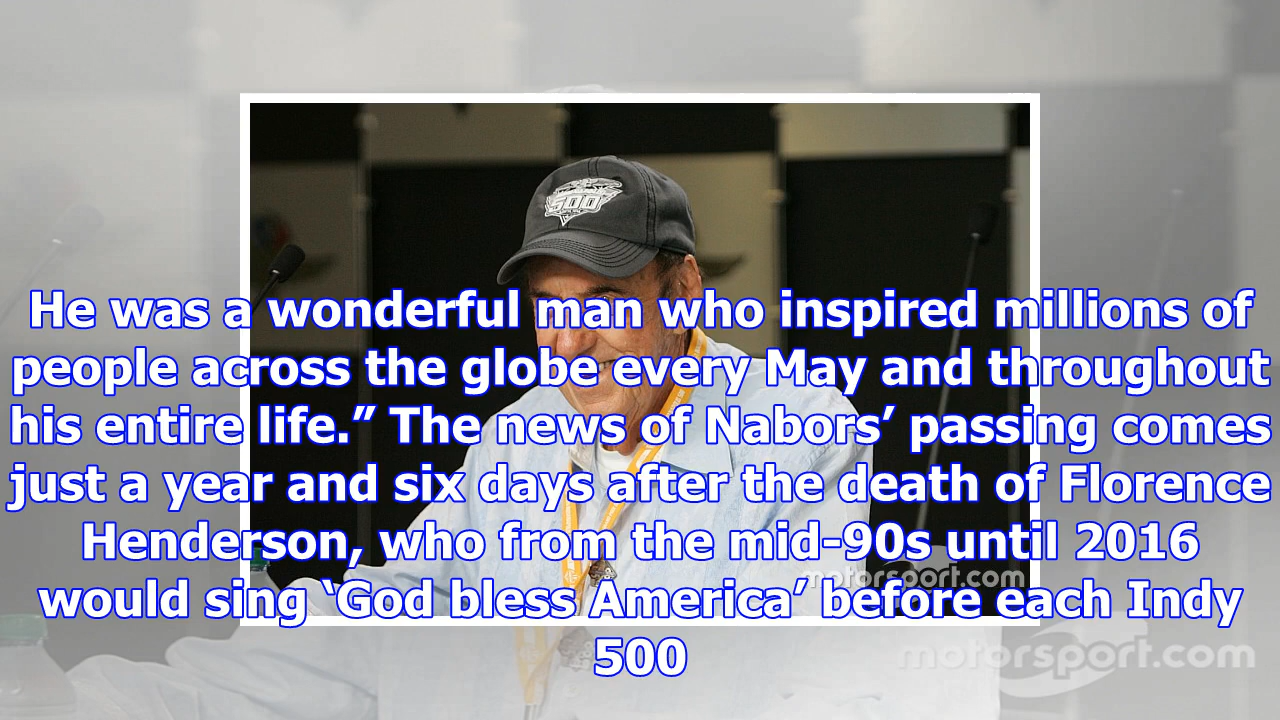 500
He was a wonderful man who inspired millions of
people across the globe every May and throughout
his entire life.” The news of Nabors’ passing comes
just a year and six days after the death of Florence
Henderson, who from the mid-90s until 2016
motorsport.com
would sing ‘God bless America’ before each Indy
500
motorsport.com